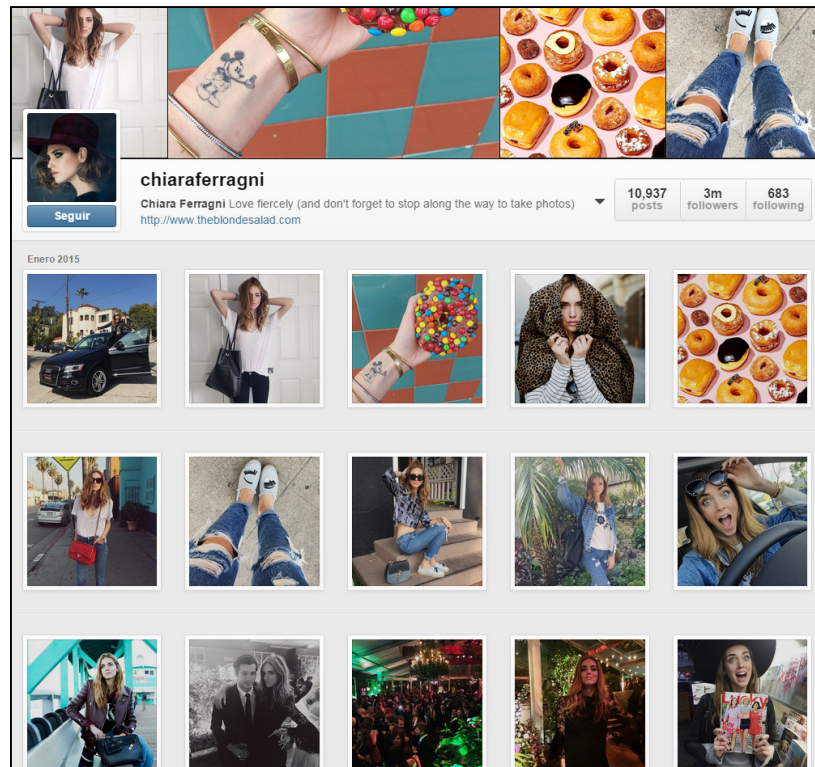 chiaraferragni
Chiara Ferragni Love fiercely (and don't forget to stop along the way to take photos)
http://www.theblondesalad.com
Seguir
10,937 posts
3m followers
683 following
Enero 2015
Lucky